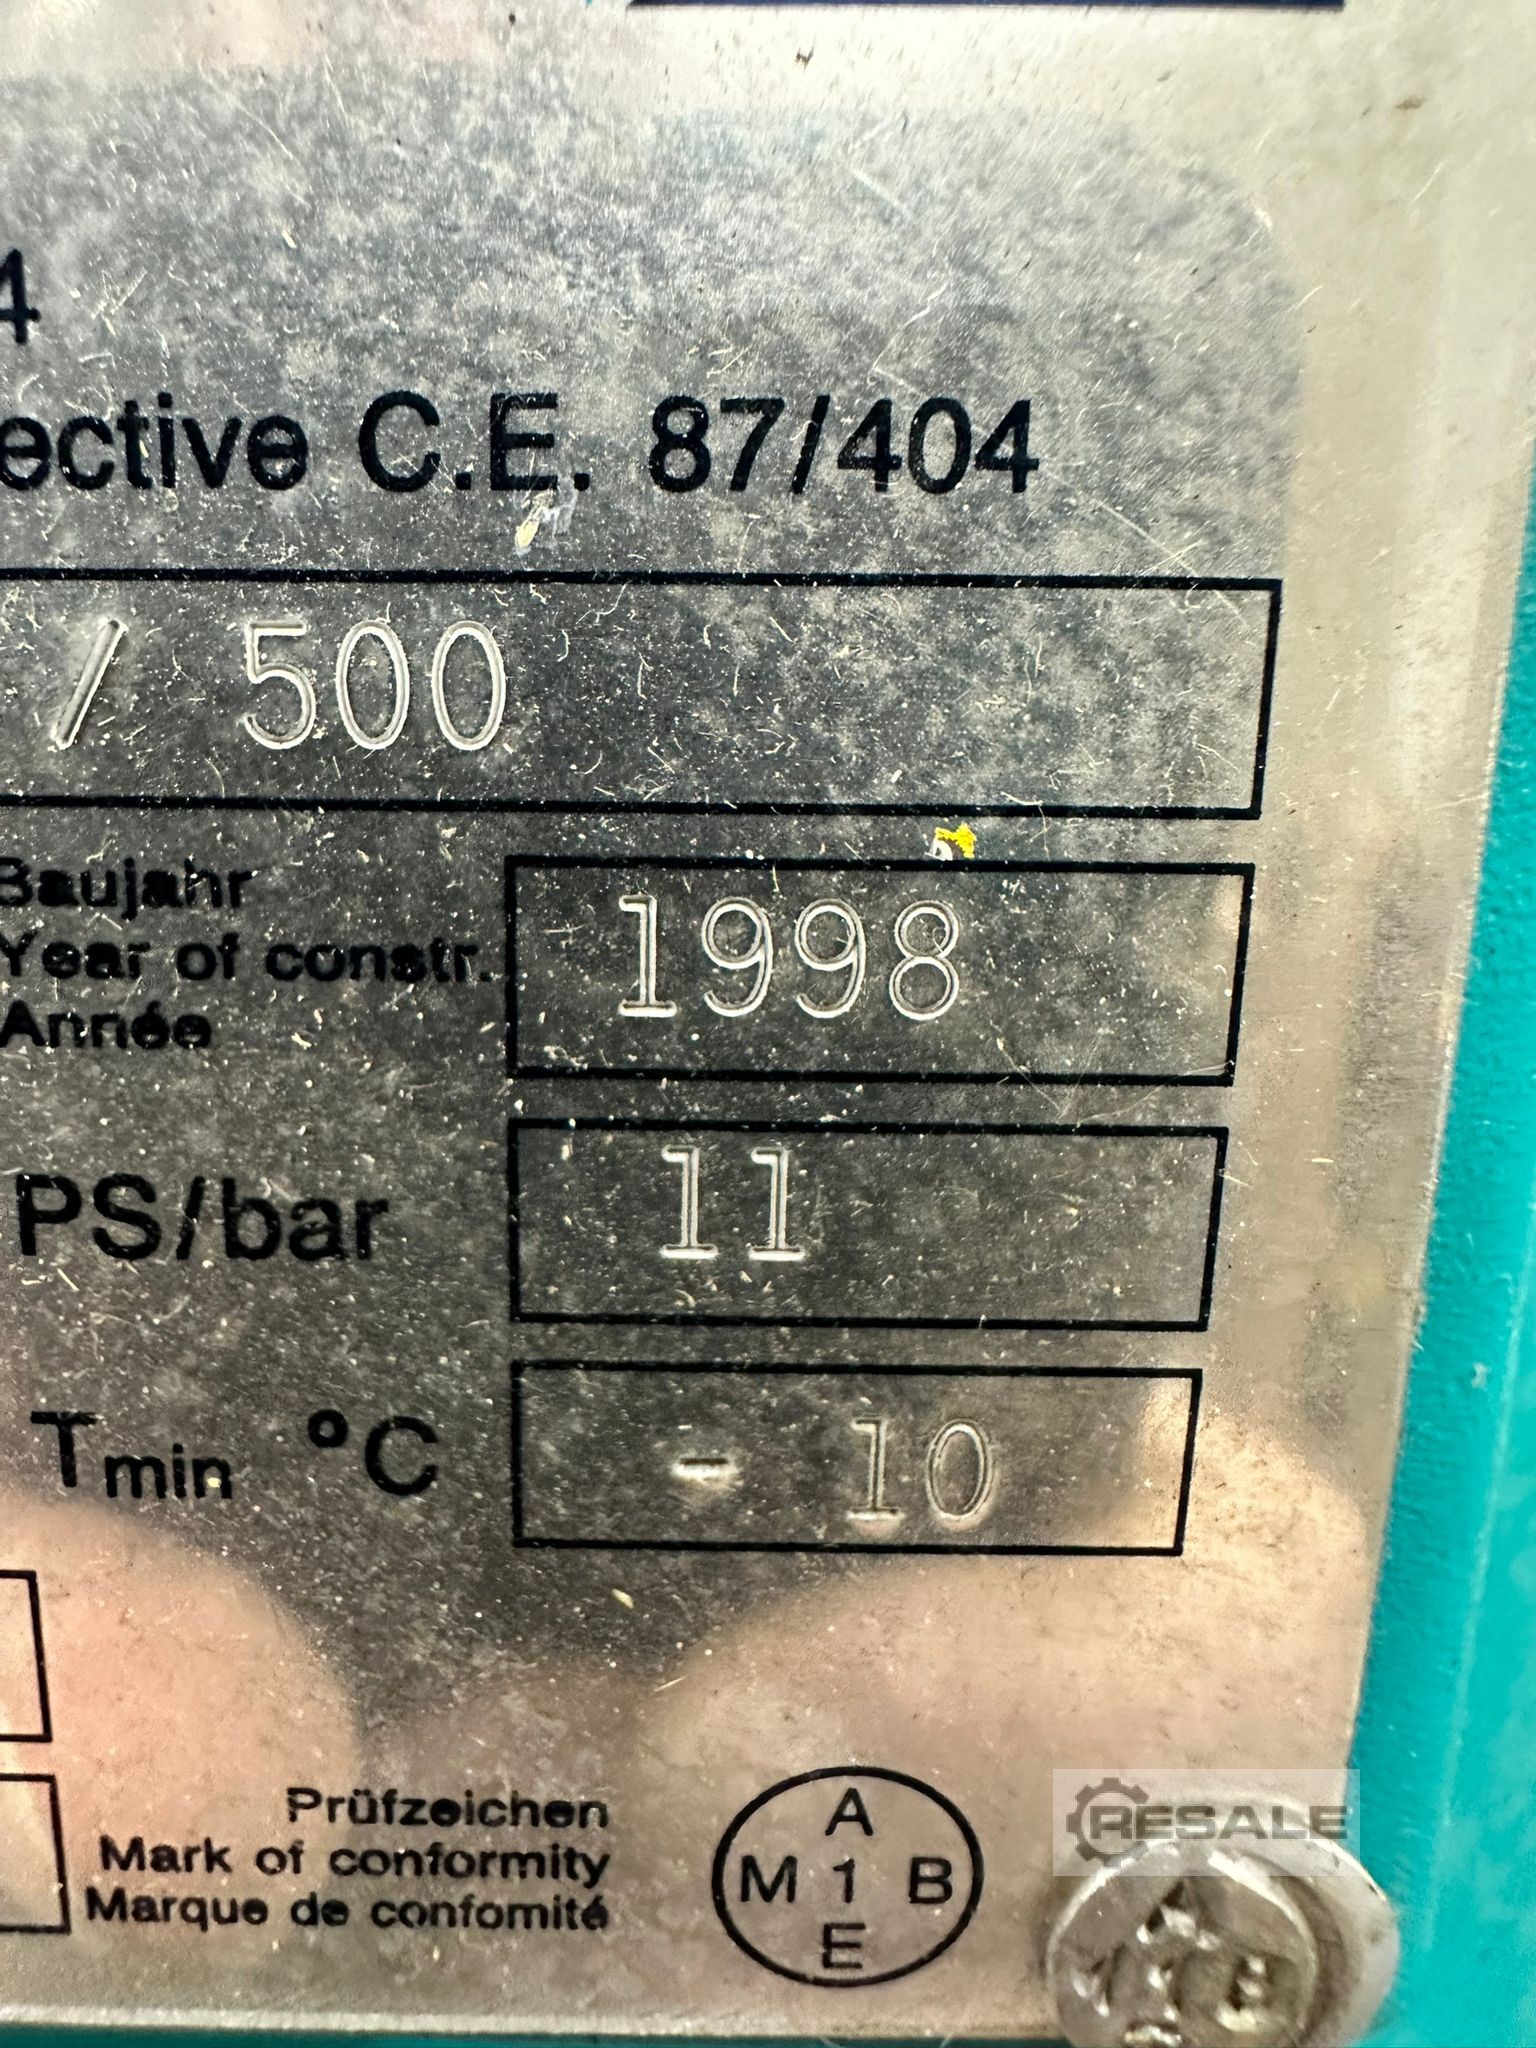 4
ective C.E. 87/404
/ 500
Baujahr
Year of constr.
Année
1998
PS/bar
11
Tmin °C
- 10
Prüfzeichen
Mark of conformity
Marque de confomité
A
M 1 B
E
RESALE